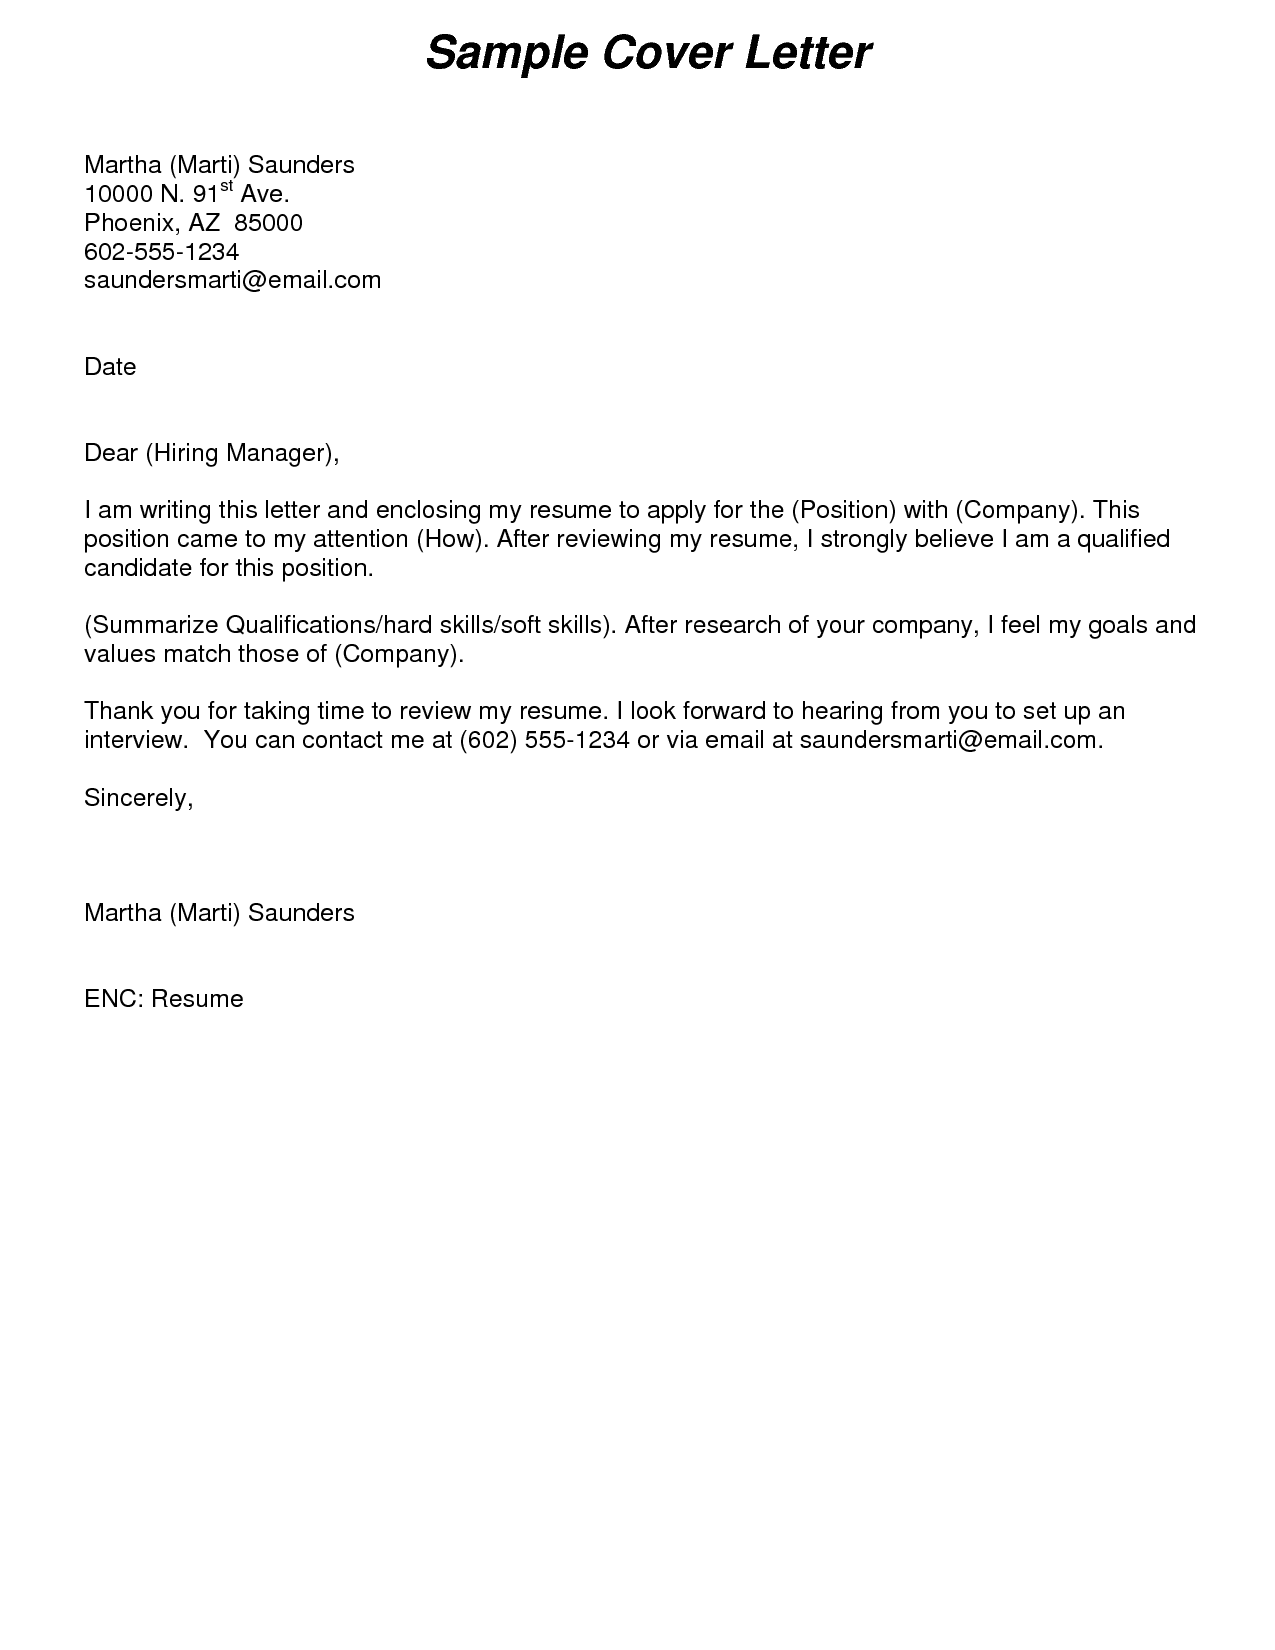 Sample Cover Letter
Martha (Marti) Saunders
10000 N. 91st Ave.
Phoenix, AZ  85000
602-555-1234
saundersmarti@email.com
Date
Dear (Hiring Manager),
I am writing this letter and enclosing my resume to apply for the (Position) with (Company). This
position came to my attention (How). After reviewing my resume, I strongly believe I am a qualified
candidate for this position.
(Summarize Qualifications/hard skills/soft skills). After research of your company, I feel my goals and
values match those of (Company).
Thank you for taking time to review my resume. I look forward to hearing from you to set up an
interview.  You can contact me at (602) 555-1234 or via email at saundersmarti@email.com.
Sincerely,
Martha (Marti) Saunders
ENC: Resume